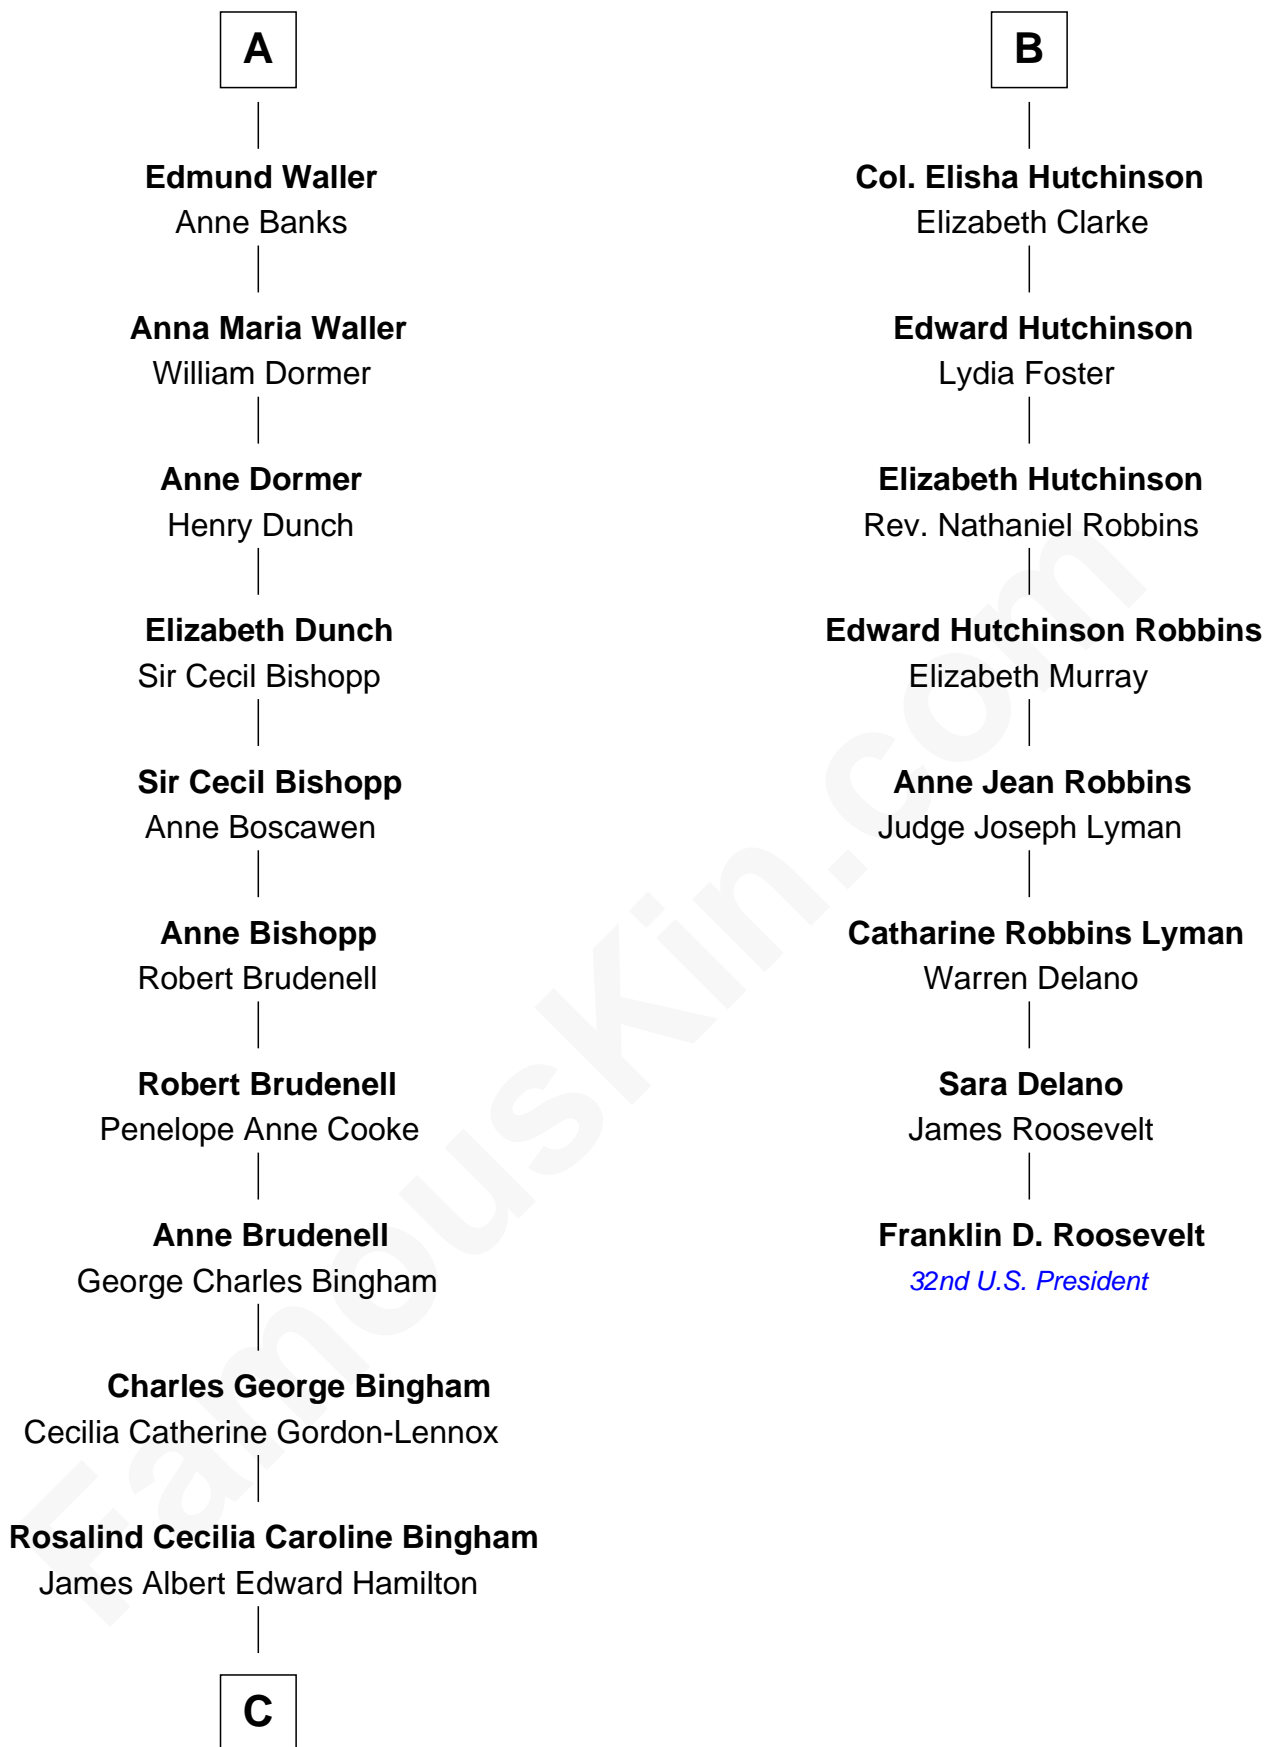 A
Edmund Waller
Anne Banks
Anna Maria Waller
William Dormer
Anne Dormer
Henry Dunch
Elizabeth Dunch
Sir Cecil Bishopp
Sir Cecil Bishopp
Anne Boscawen
Anne Bishopp
Robert Brudenell
Robert Brudenell
Penelope Anne Cooke
Anne Brudenell
George Charles Bingham
Charles George Bingham
Cecilia Catherine Gordon-Lennox
Rosalind Cecilia Caroline Bingham
James Albert Edward Hamilton
C
B
Col. Elisha Hutchinson
Elizabeth Clarke
Edward Hutchinson
Lydia Foster
Elizabeth Hutchinson
Rev. Nathaniel Robbins
Edward Hutchinson Robbins
Elizabeth Murray
Anne Jean Robbins
Judge Joseph Lyman
Catharine Robbins Lyman
Warren Delano
Sara Delano
James Roosevelt
Franklin D. Roosevelt
32nd U.S. President
FamousKin.com